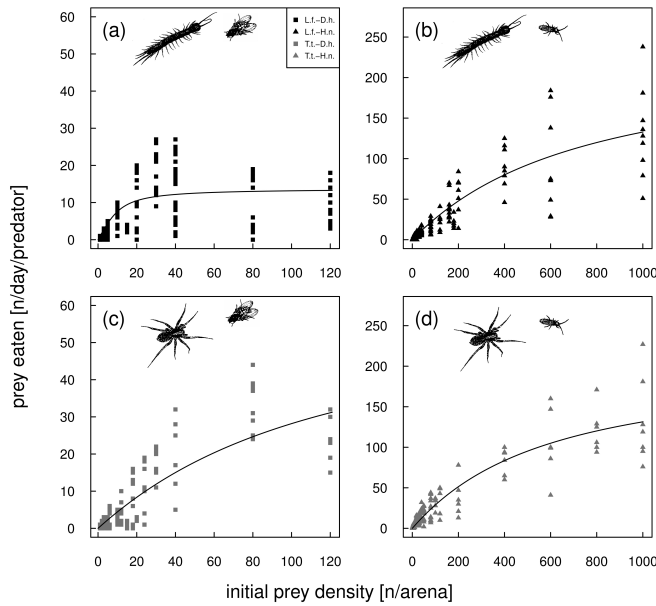 (a)
L.f.–D.h.
L.f.–H.n.
T.t.–D.h.
T.t.–H.n.
60
50
40
30
20
10
0
0 20 40 60 80 100 120
(b)
250
200
150
100
50
0
0 200 400 600 800 1000
(c)
60
50
40
30
20
10
0
0 20 40 60 80 100 120
(d)
250
200
150
100
50
0
0 200 400 600 800 1000
prey eaten [n/day/predator]
initial prey density [n/arena]